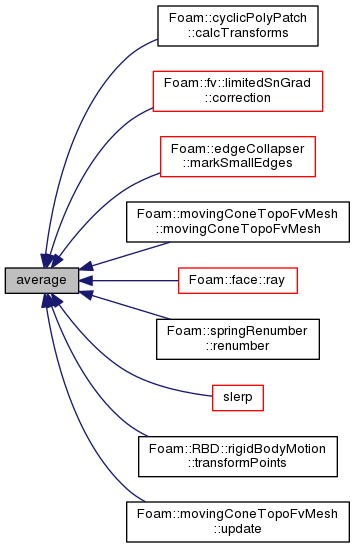 Foam::cyclicPolyPatch
::calcTransforms
Foam::fv::limitedSnGrad
::correction
Foam::edgeCollapser
::markSmallEdges
Foam::movingConeTopoFvMesh
::movingConeTopoFvMesh
average
Foam::face::ray
Foam::springRenumber
::renumber
slerp
Foam::RBD::rigidBodyMotion
::transformPoints
Foam::movingConeTopoFvMesh
::update